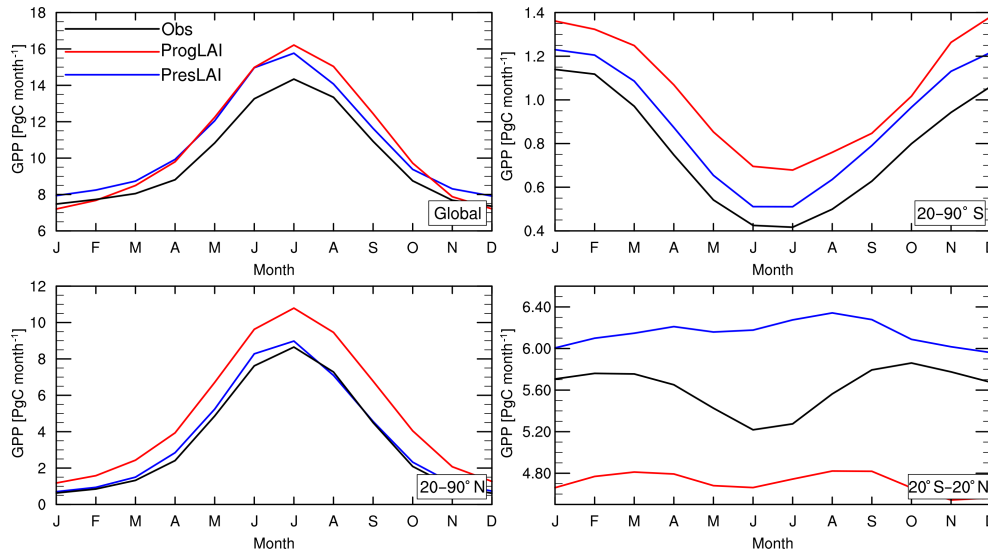 GPP [PgC month⁻¹]
18
16
14
12
10
8
6
Obs
ProgLAI
PresLAI
Global
J F M A M J J A S O N D
Month
GPP [PgC month⁻¹]
1.4
1.2
1.0
0.8
0.6
0.4
20–90° S
J F M A M J J A S O N D
Month
GPP [PgC month⁻¹]
12
10
8
6
4
2
0
20–90° N
J F M A M J J A S O N D
Month
GPP [PgC month⁻¹]
6.40
6.00
5.60
5.20
4.80
20° S–20° N
J F M A M J J A S O N D
Month